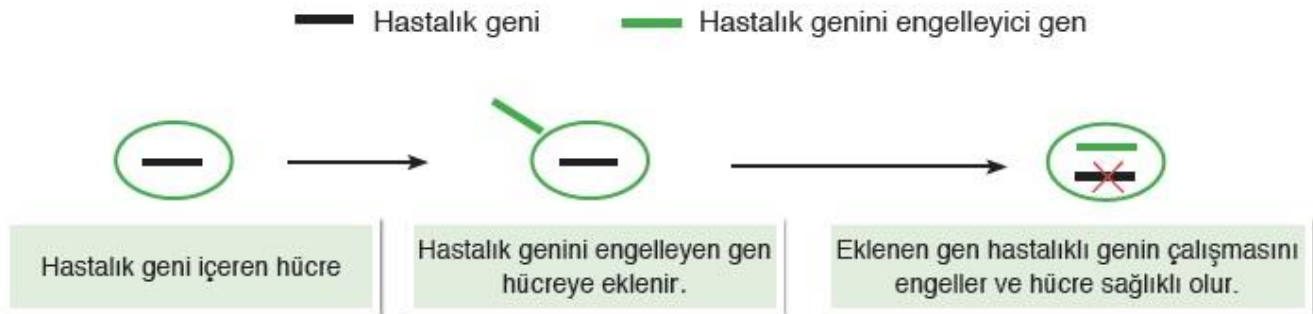 Hastalık geni
Hastalık genini engelleyici gen
Hastalık geni içeren hücre
Hastalık genini engelleyen gen
hücreye eklenir.
Eklenen gen hastalıklı genin çalışmasını
engeller ve hücre sağlıklı olur.